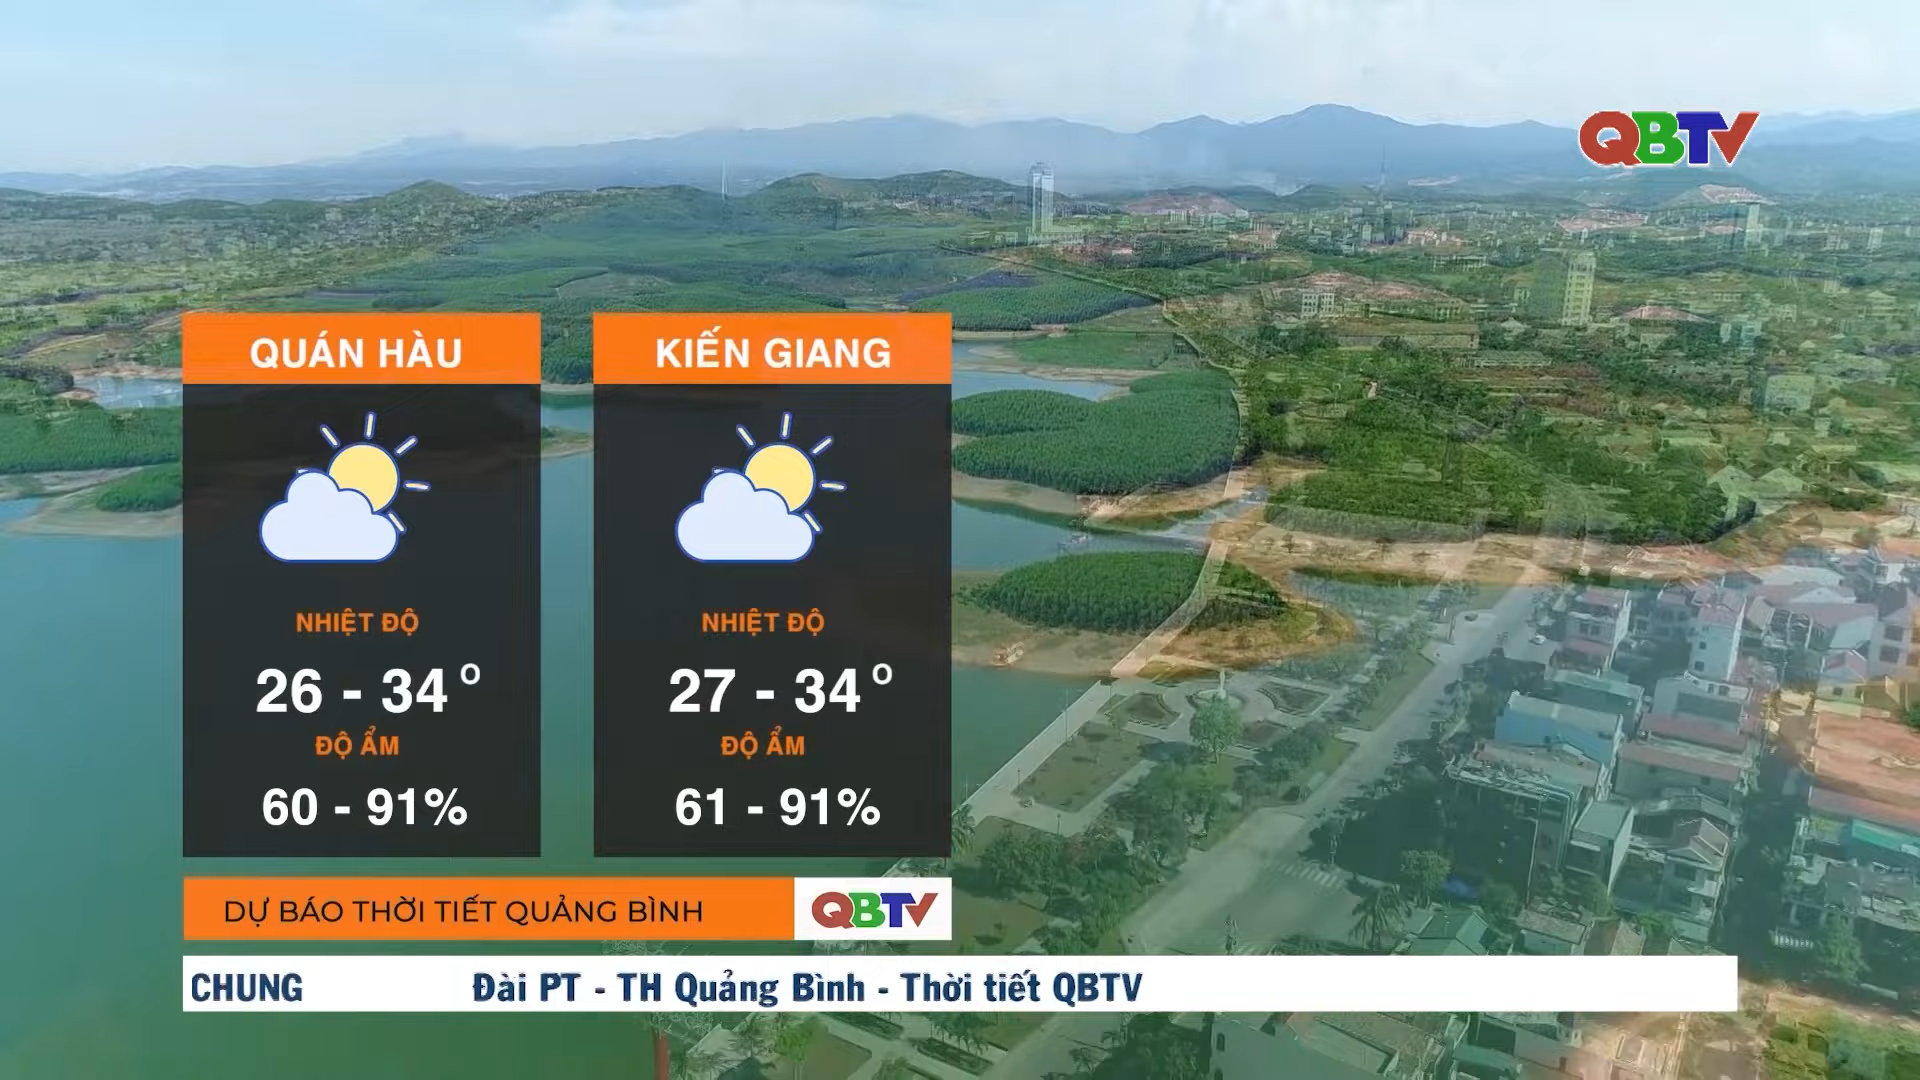 QBTV
QUÁN HÀU
NHIỆT ĐỘ
26 - 34°
ĐỘ ẨM
60 - 91%
KIẾN GIANG
NHIỆT ĐỘ
27 - 34°
ĐỘ ẨM
61 - 91%
DỰ BÁO THỜI TIẾT QUẢNG BÌNH
QBTV
CHUNG Đài PT - TH Quảng Bình - Thời tiết QBTV